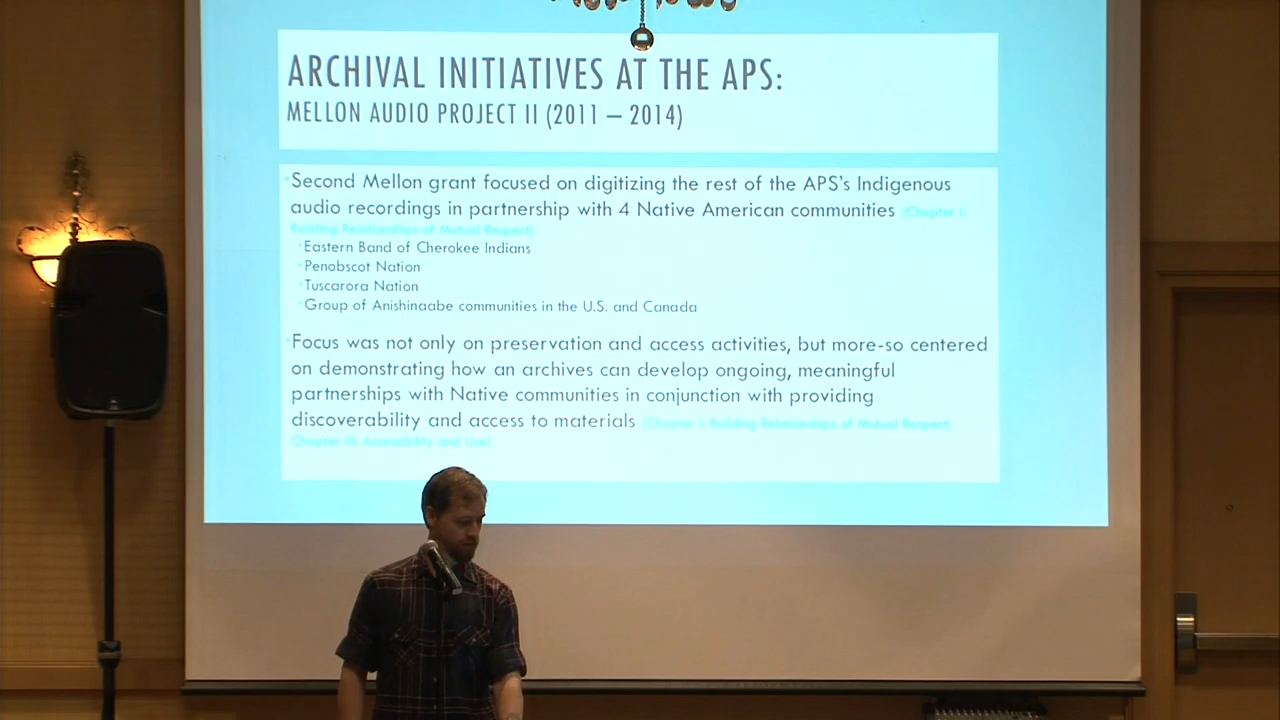 ARCHIVAL INITIATIVES AT THE APS:
MELLON AUDIO PROJECT II (2011 – 2014)
Second Mellon grant focused on digitizing the rest of the APS's Indigenous
audio recordings in partnership with 4 Native American communities (Chapter I:
Building Relationships of Mutual Respect)
Eastern Band of Cherokee Indians
Penobscot Nation
Tuscarora Nation
Group of Anishinaabe communities in the U.S. and Canada
Focus was not only on preservation and access activities, but more-so centered
on demonstrating how an archives can develop ongoing, meaningful
partnerships with Native communities in conjunction with providing
discoverability and access to materials (Chapter I: Building Relationships of Mutual Respect;
Chapter III: Accessibility and Use)